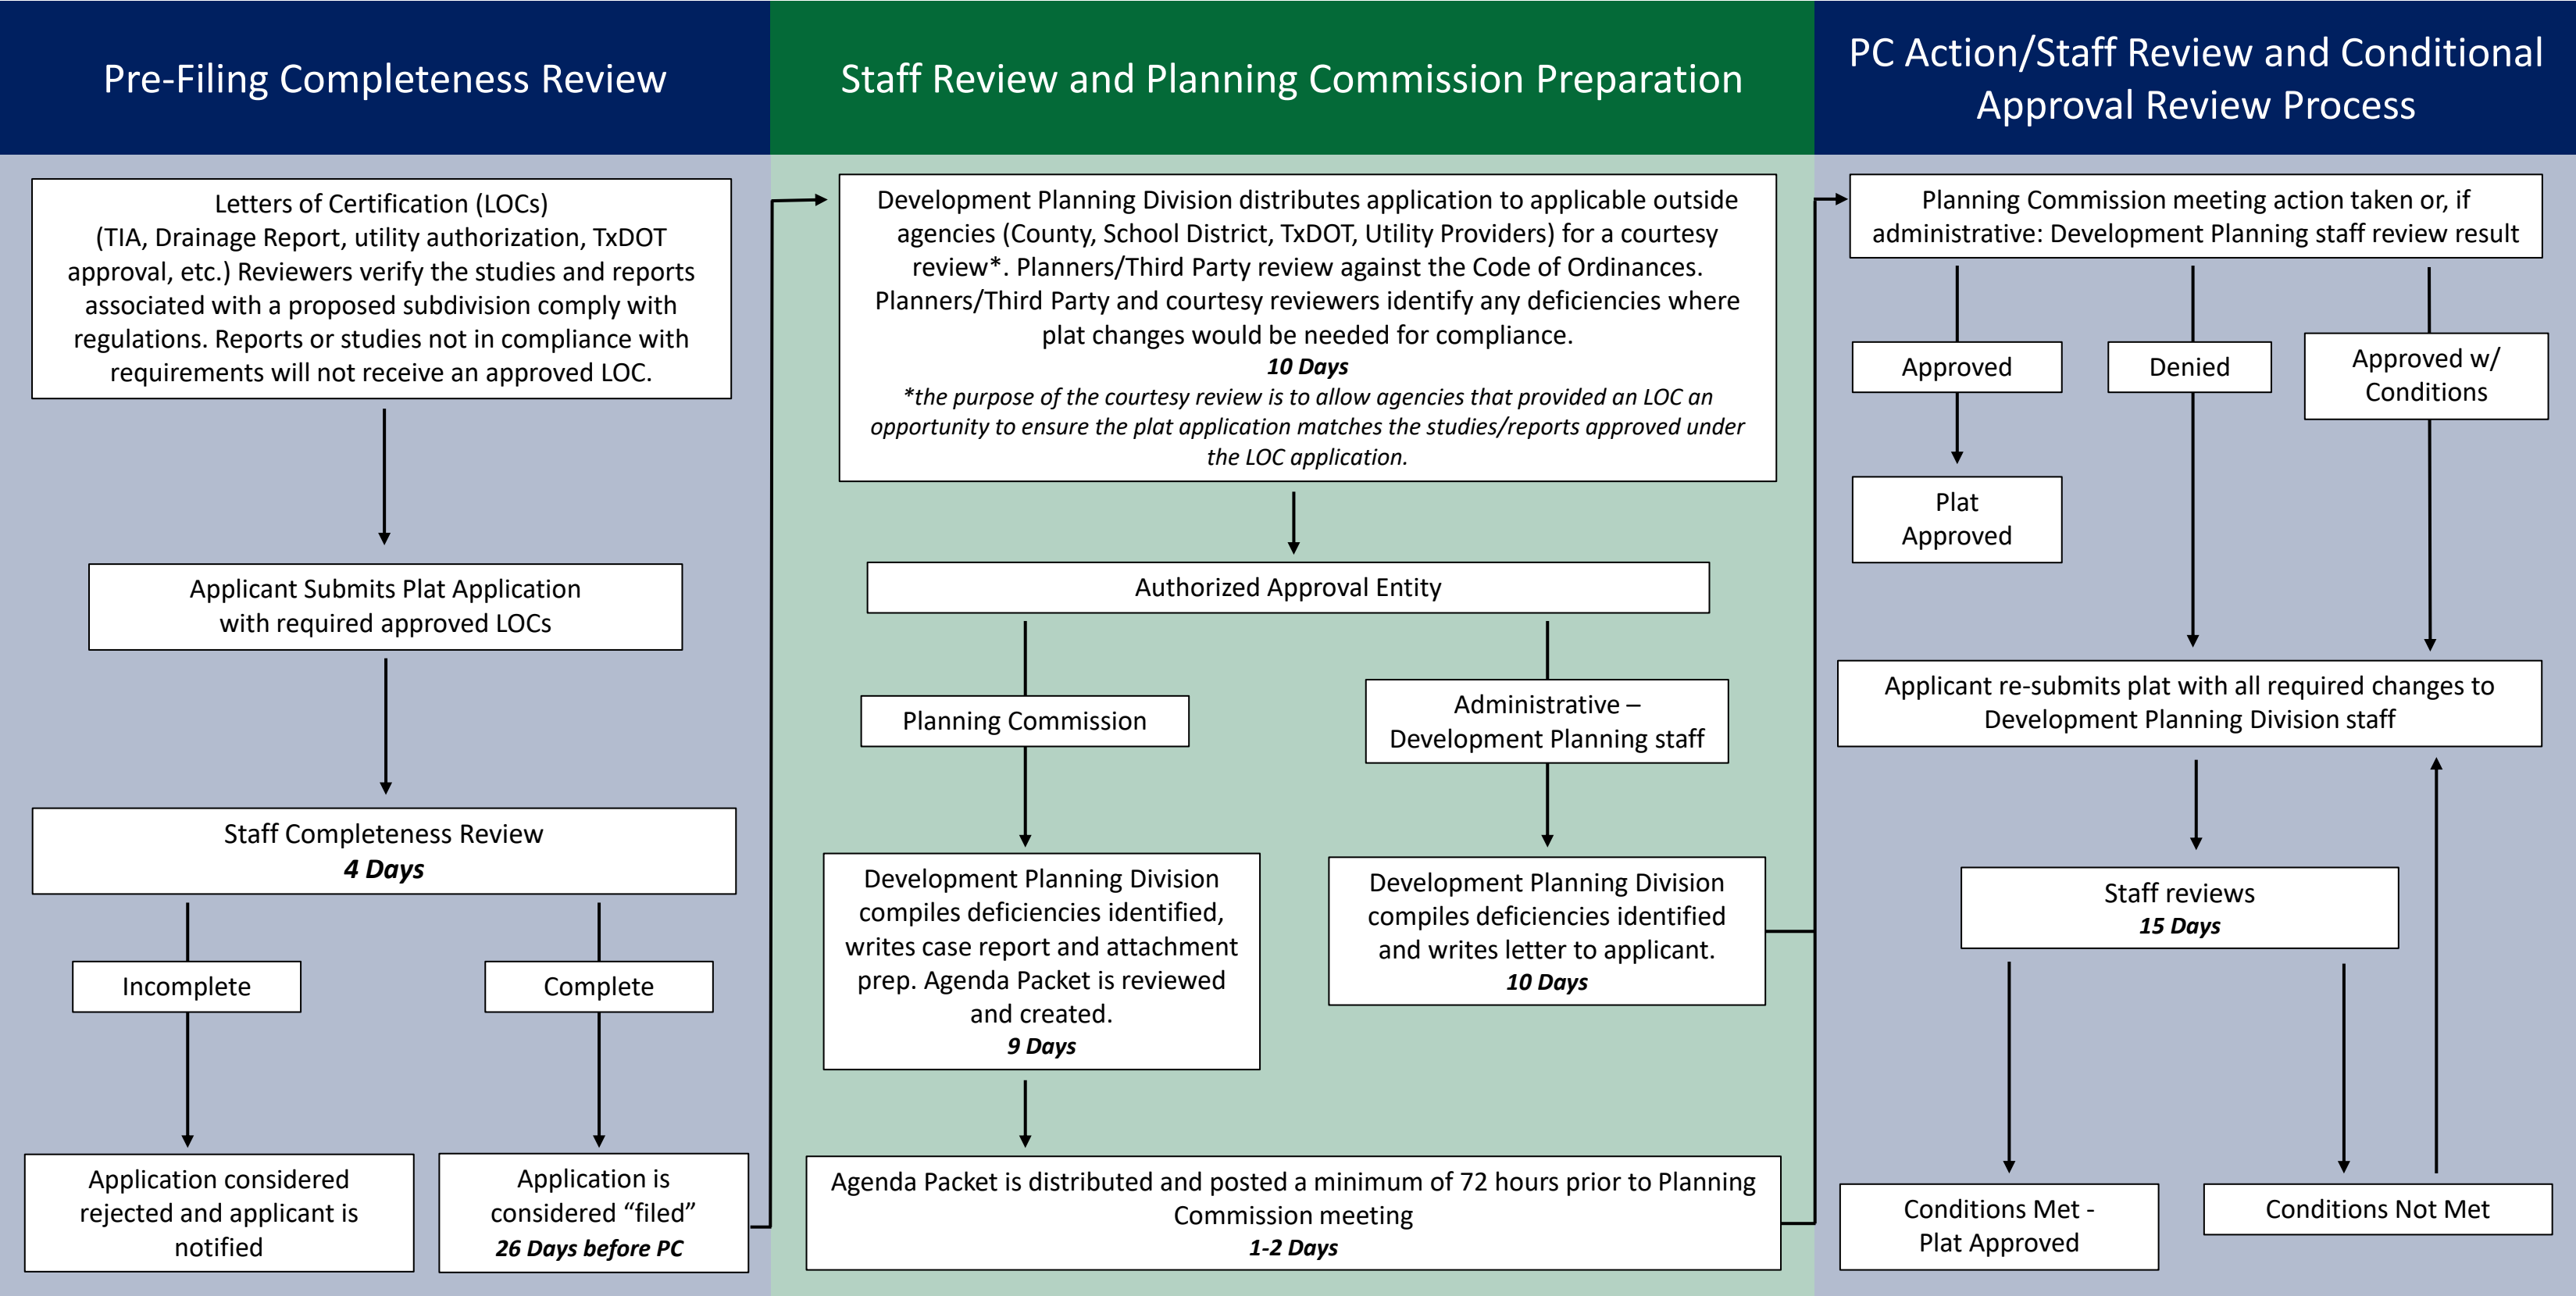 Pre-Filing Completeness Review
Letters of Certification (LOCs)
(TIA, Drainage Report, utility authorization, TxDOT
approval, etc.) Reviewers verify the studies and reports
associated with a proposed subdivision comply with
regulations. Reports or studies not in compliance with
requirements will not receive an approved LOC.
Applicant Submits Plat Application
with required approved LOCs
Staff Completeness Review
4 Days
Incomplete
Complete
Application considered
rejected and applicant is
notified
Application is
considered “filed”
26 Days before PC
Staff Review and Planning Commission Preparation
Development Planning Division distributes application to applicable outside
agencies (County, School District, TxDOT, Utility Providers) for a courtesy
review*. Planners/Third Party review against the Code of Ordinances.
Planners/Third Party and courtesy reviewers identify any deficiencies where
plat changes would be needed for compliance.
10 Days
*the purpose of the courtesy review is to allow agencies that provided an LOC an
opportunity to ensure the plat application matches the studies/reports approved under
the LOC application.
Authorized Approval Entity
Planning Commission
Administrative –
Development Planning staff
Development Planning Division
compiles deficiencies identified,
writes case report and attachment
prep. Agenda Packet is reviewed
and created.
9 Days
Development Planning Division
compiles deficiencies identified
and writes letter to applicant.
10 Days
Agenda Packet is distributed and posted a minimum of 72 hours prior to Planning
Commission meeting
1-2 Days
PC Action/Staff Review and Conditional
Approval Review Process
Planning Commission meeting action taken or, if
administrative: Development Planning staff review result
Approved
Denied
Approved w/
Conditions
Plat
Approved
Applicant re-submits plat with all required changes to
Development Planning Division staff
Staff reviews
15 Days
Conditions Met -
Plat Approved
Conditions Not Met